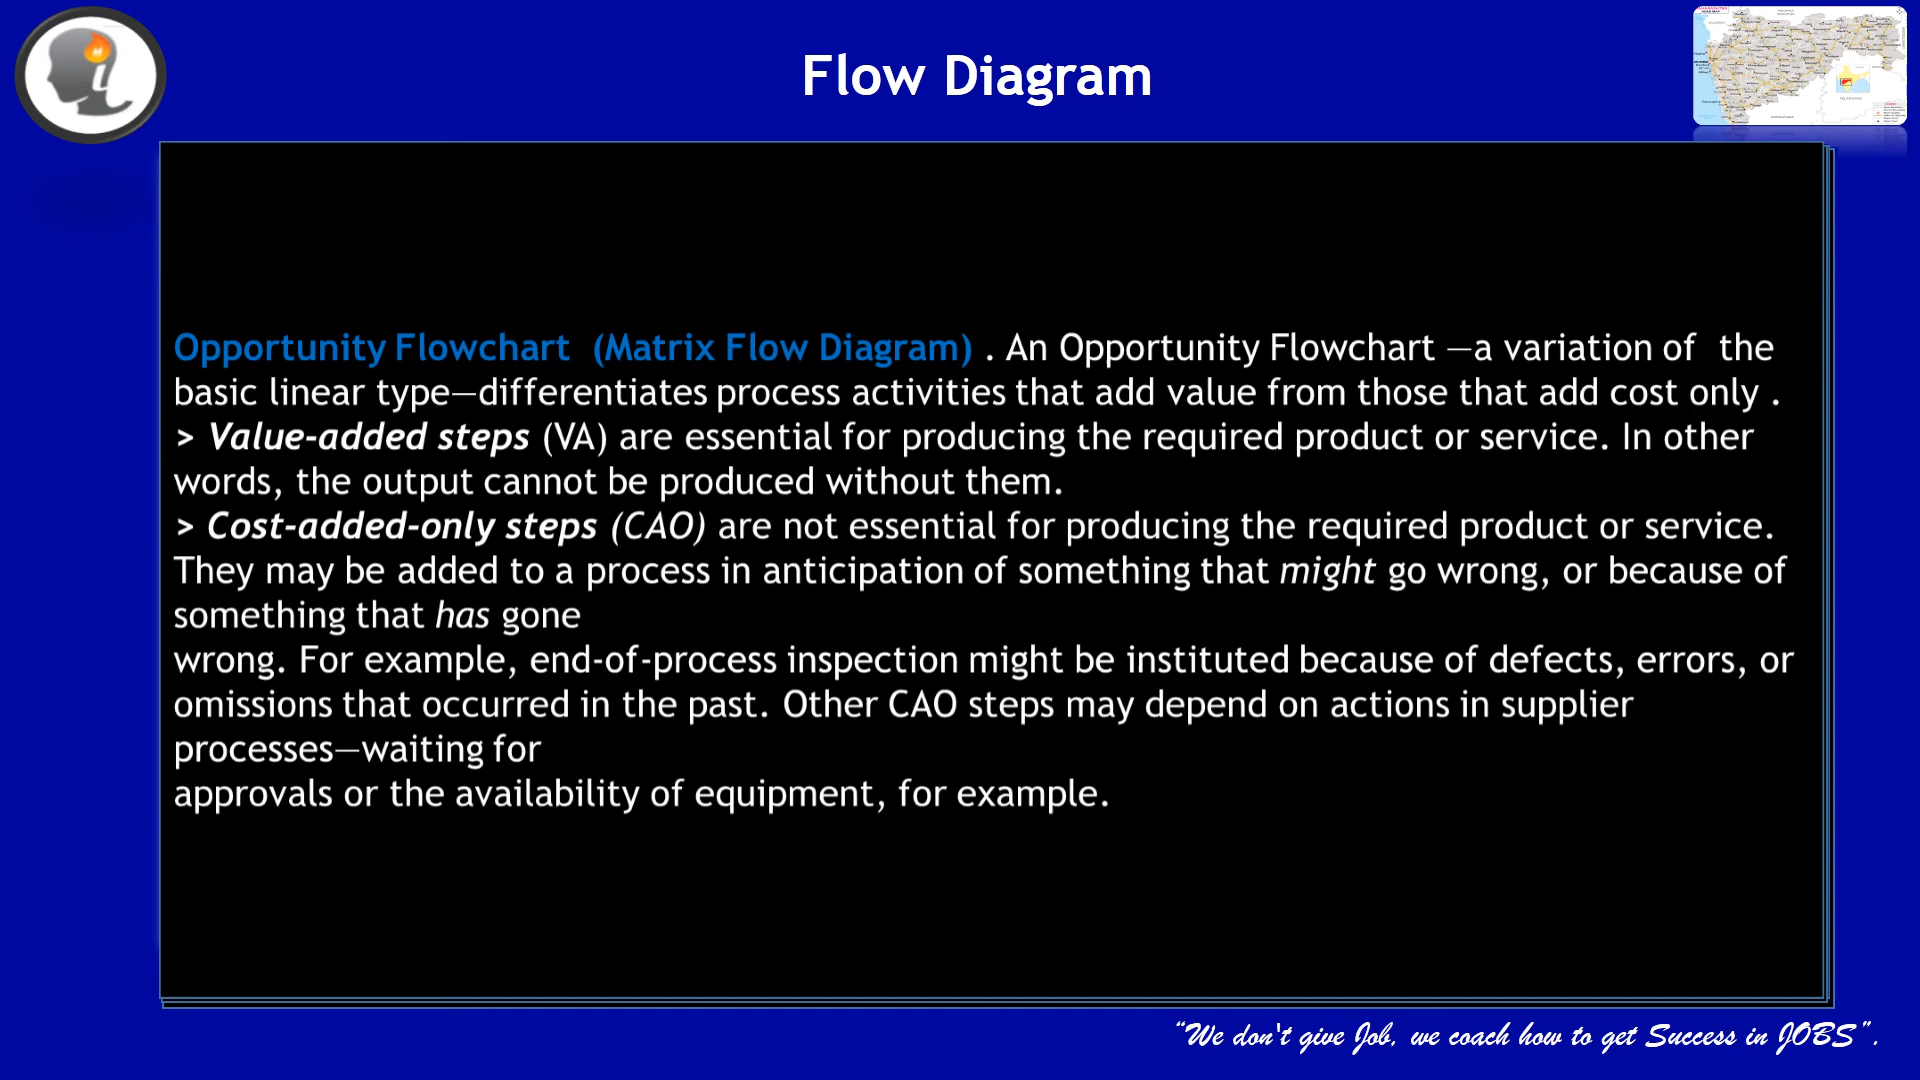 Flow Diagram
Opportunity Flowchart (Matrix Flow Diagram) . An Opportunity Flowchart —a variation of the
basic linear type—differentiates process activities that add value from those that add cost only .
> Value-added steps (VA) are essential for producing the required product or service. In other
words, the output cannot be produced without them.
> Cost-added-only steps (CAO) are not essential for producing the required product or service.
They may be added to a process in anticipation of something that might go wrong, or because of
something that has gone
wrong. For example, end-of-process inspection might be instituted because of defects, errors, or
omissions that occurred in the past. Other CAO steps may depend on actions in supplier
processes—waiting for
approvals or the availability of equipment, for example.
“We don't give Job, we coach how to get Success in JOBS”.